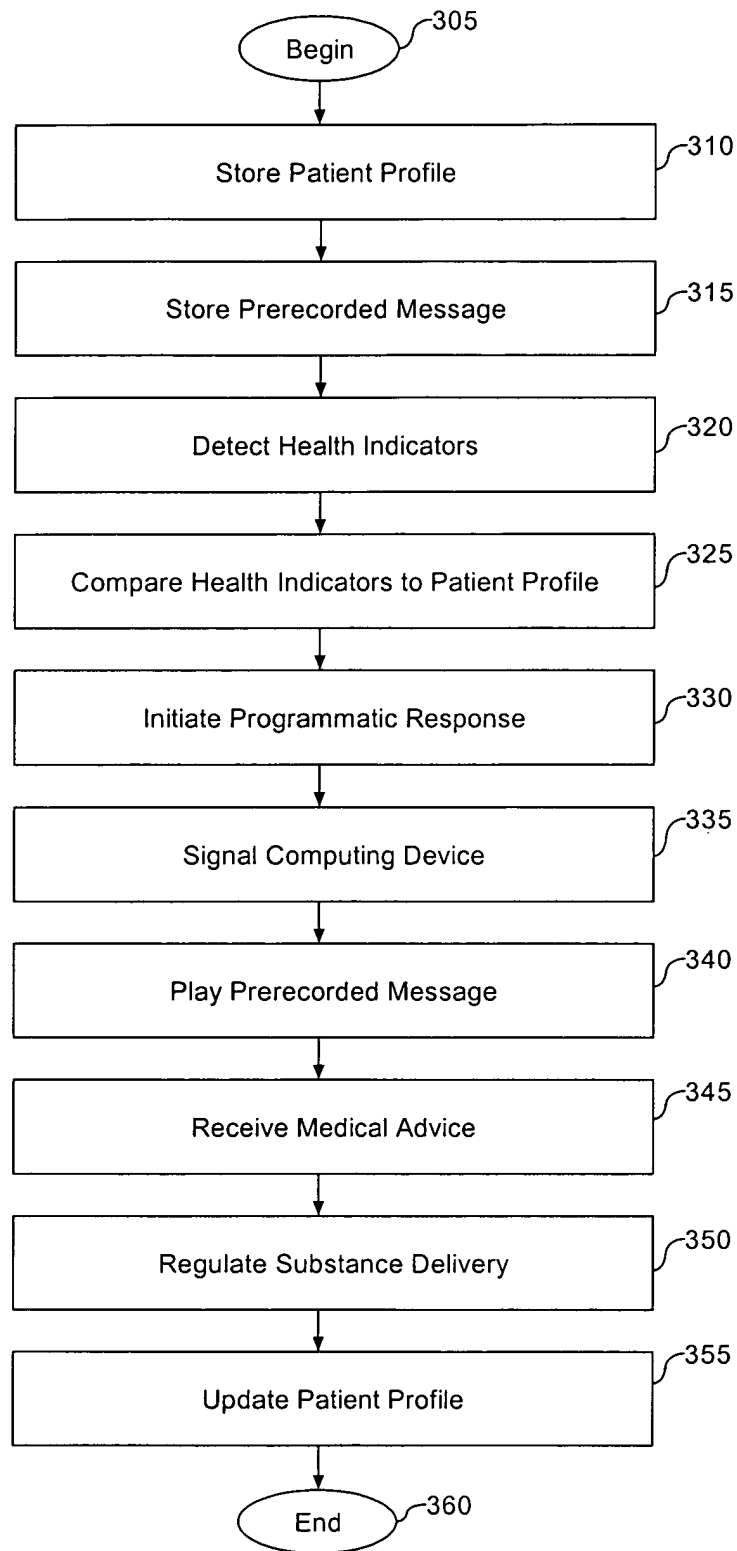 Begin
305
Store Patient Profile
310
Store Prerecorded Message
315
Detect Health Indicators
320
Compare Health Indicators to Patient Profile
325
Initiate Programmatic Response
330
Signal Computing Device
335
Play Prerecorded Message
340
Receive Medical Advice
345
Regulate Substance Delivery
350
Update Patient Profile
355
End
360